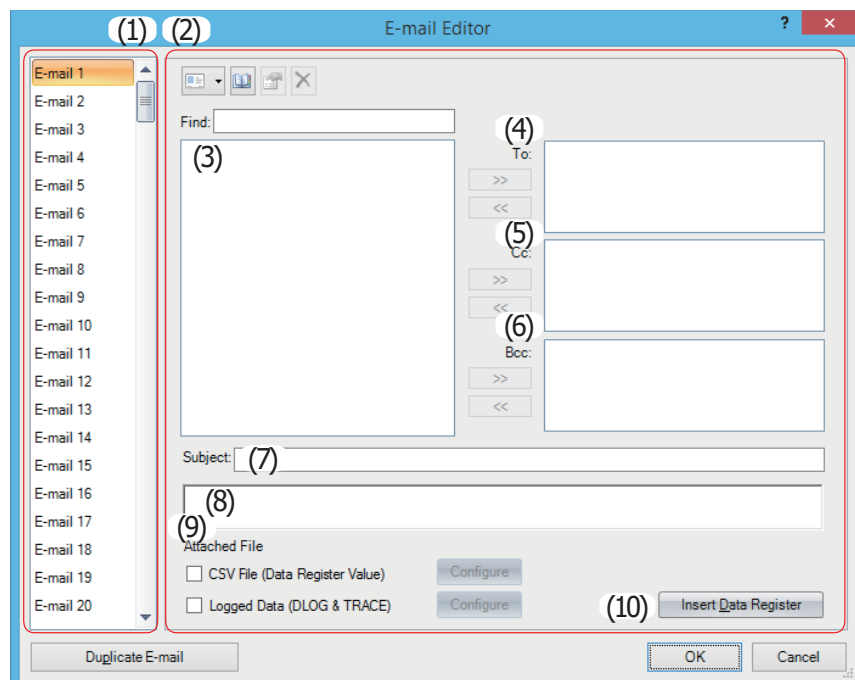 (1) (2) E-mail Editor ? ×
E-mail 1
E-mail 2
E-mail 3
E-mail 4
E-mail 5
E-mail 6
E-mail 7
E-mail 8
E-mail 9
E-mail 10
E-mail 11
E-mail 12
E-mail 13
E-mail 14
E-mail 15
E-mail 16
E-mail 17
E-mail 18
E-mail 19
E-mail 20
Find:
(3)
(4)
To:
>>
<<
(5)
Cc:
>>
<<
(6)
Bcc:
>>
<<
Subject: (7)
(8)
(9)
Attached File
CSV File (Data Register Value) Configure
Logged Data (DLOG & TRACE) Configure
(10) Insert Data Register
Duplicate E-mail OK Cancel